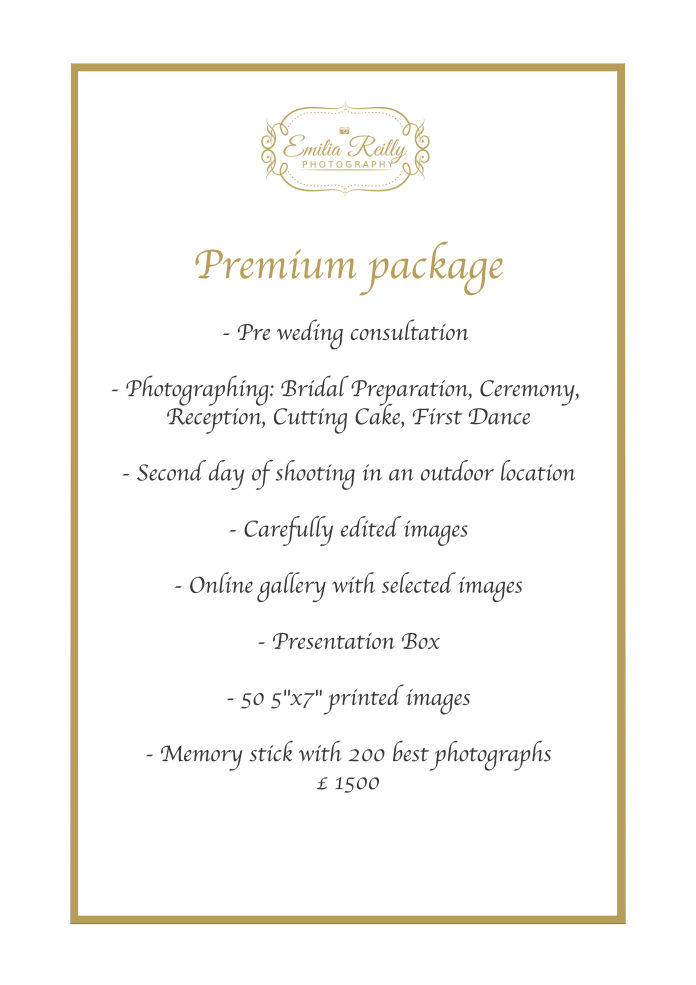 Emilia Reilly
PHOTOGRAPHY
Premium package
- Pre weding consultation
- Photographing: Bridal Preparation, Ceremony,
Reception, Cutting Cake, First Dance
- Second day of shooting in an outdoor location
- Carefully edited images
- Online gallery with selected images
- Presentation Box
- 50 5"x7" printed images
- Memory stick with 200 best photographs
£ 1500